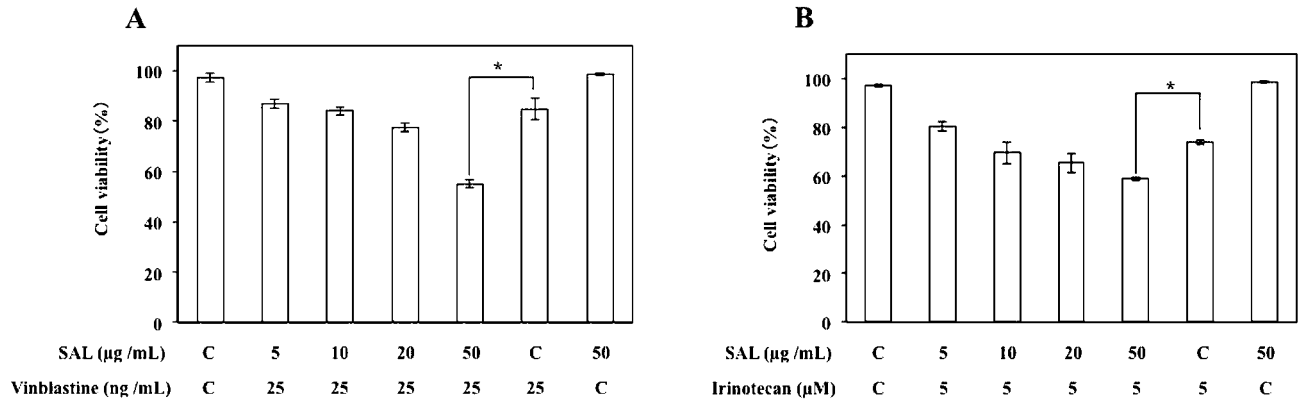 A
Cell viability(%)
100
80
60
40
20
0
*
SAL (µg /mL) C 5 10 20 50 C 50
Vinblastine (ng /mL) C 25 25 25 25 25 C
B
Cell viability(%)
100
80
60
40
20
0
*
SAL (µg /mL) C 5 10 20 50 C 50
Irinotecan (µM) C 5 5 5 5 5 C